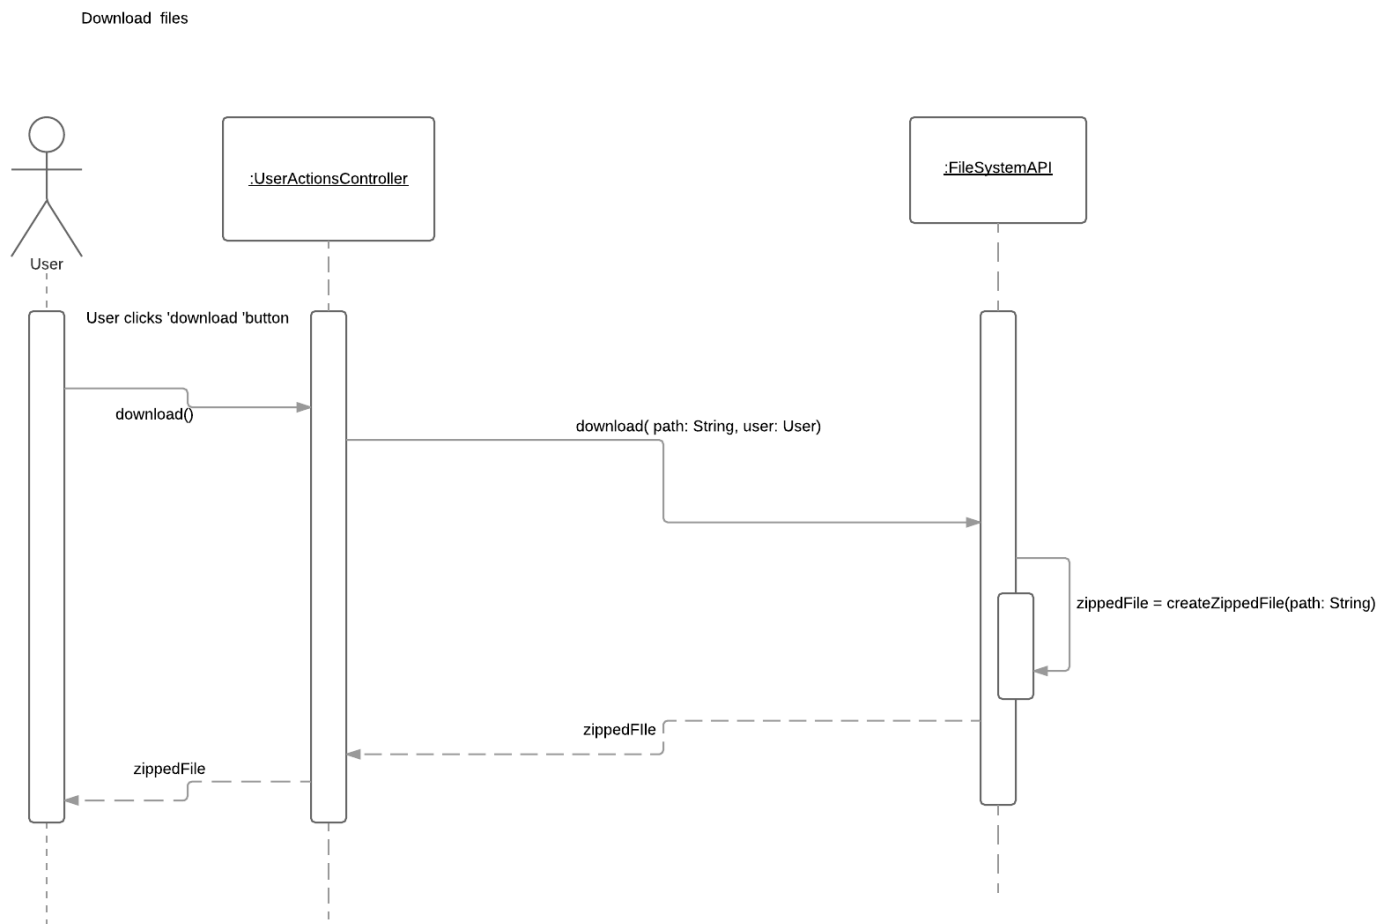 Download  files
:UserActionsController
:FileSystemAPI
User
User clicks 'download 'button
download()
download( path: String, user: User)
zippedFile = createZippedFile(path: String)
zippedFIle
zippedFile